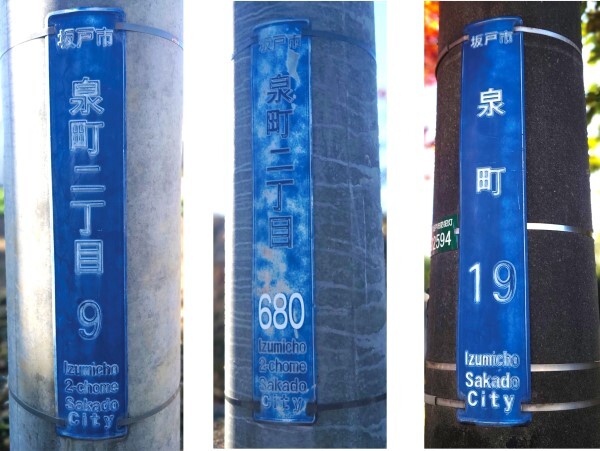 坂戸市
泉町二丁目
9
Izumicho
2-chome
Sakado
City
坂戸市
泉町二丁目
680
Izumicho
2-chome
Sakado
City
坂戸市
泉町
19
Izumicho
Sakado
City
2594